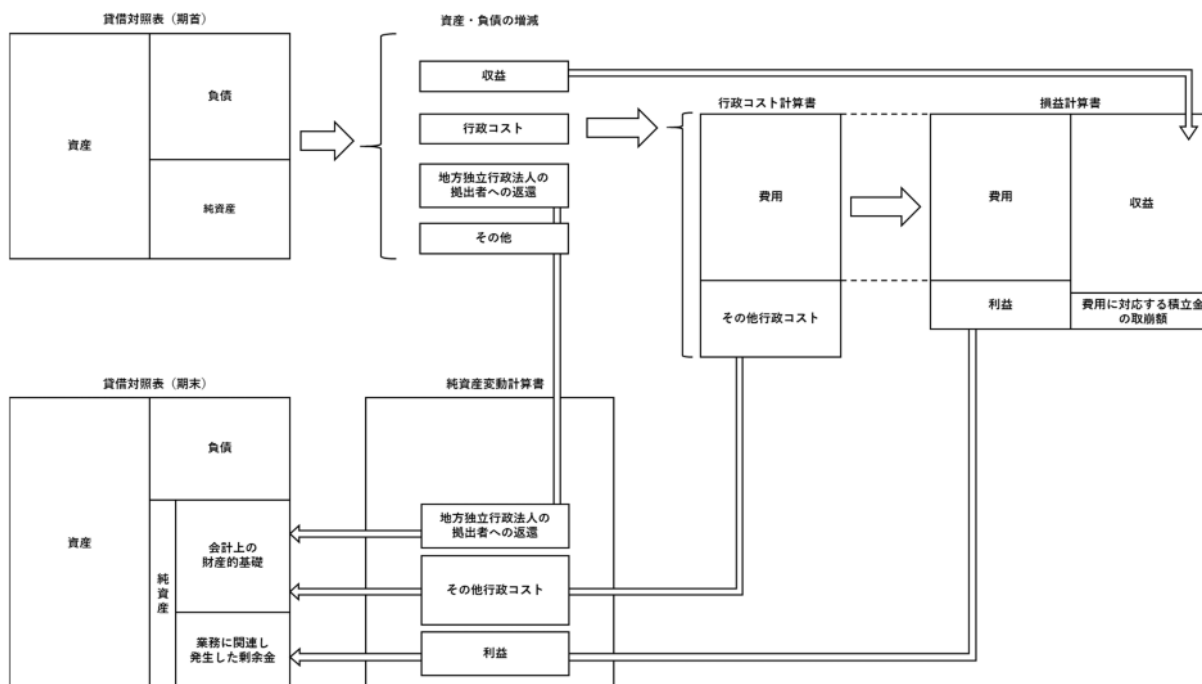 貸借対照表（期首）
資産
負債
純資産
資産・負債の増減
収益
行政コスト
地方独立行政法人の
拠出者への返還
その他
行政コスト計算書
費用
その他行政コスト
損益計算書
費用
収益
利益
費用に対応する積立金
の取崩額
貸借対照表（期末）
資産
負債
純資産
会計上の
財産的基礎
業務に関連し
発生した剰余金
純資産変動計算書
地方独立行政法人の
拠出者への返還
その他行政コスト
利益